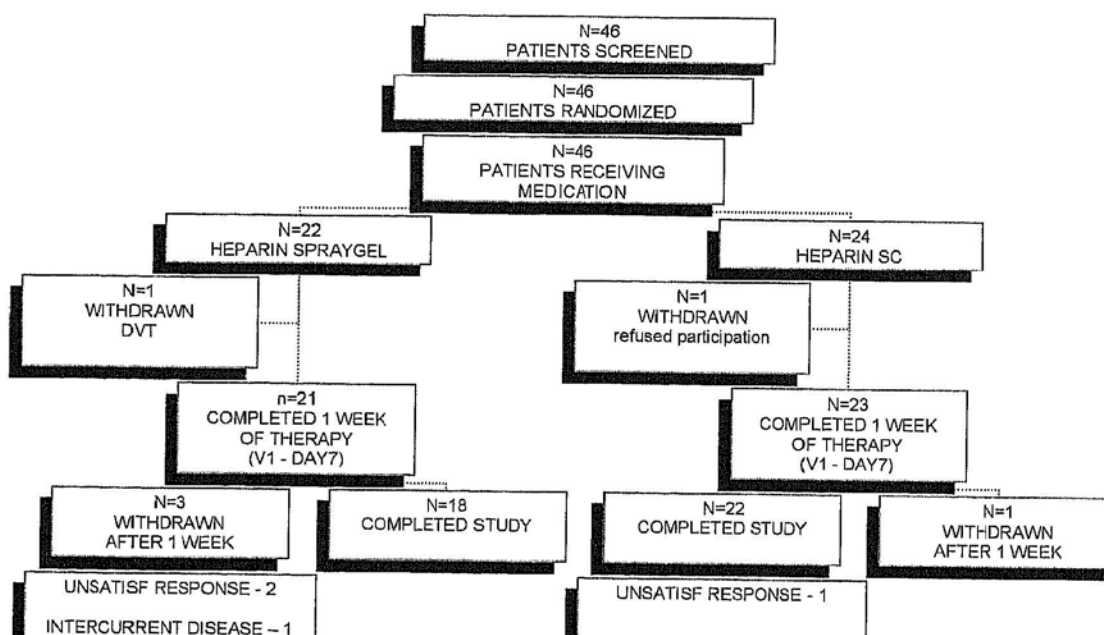 N=46
PATIENTS SCREENED
N=46
PATIENTS RANDOMIZED
N=46
PATIENTS RECEIVING
MEDICATION
N=22
HEPARIN SPRAYGEL
N=24
HEPARIN SC
N=1
WITHDRAWN
DVT
N=1
WITHDRAWN
refused participation
n=21
COMPLETED 1 WEEK
OF THERAPY
(V1 - DAY7)
N=23
COMPLETED 1 WEEK
OF THERAPY
(V1 - DAY7)
N=3
WITHDRAWN
AFTER 1 WEEK
N=18
COMPLETED STUDY
N=22
COMPLETED STUDY
N=1
WITHDRAWN
AFTER 1 WEEK
UNSATISF RESPONSE - 2
INTERCURRENT DISEASE – 1
UNSATISF RESPONSE - 1